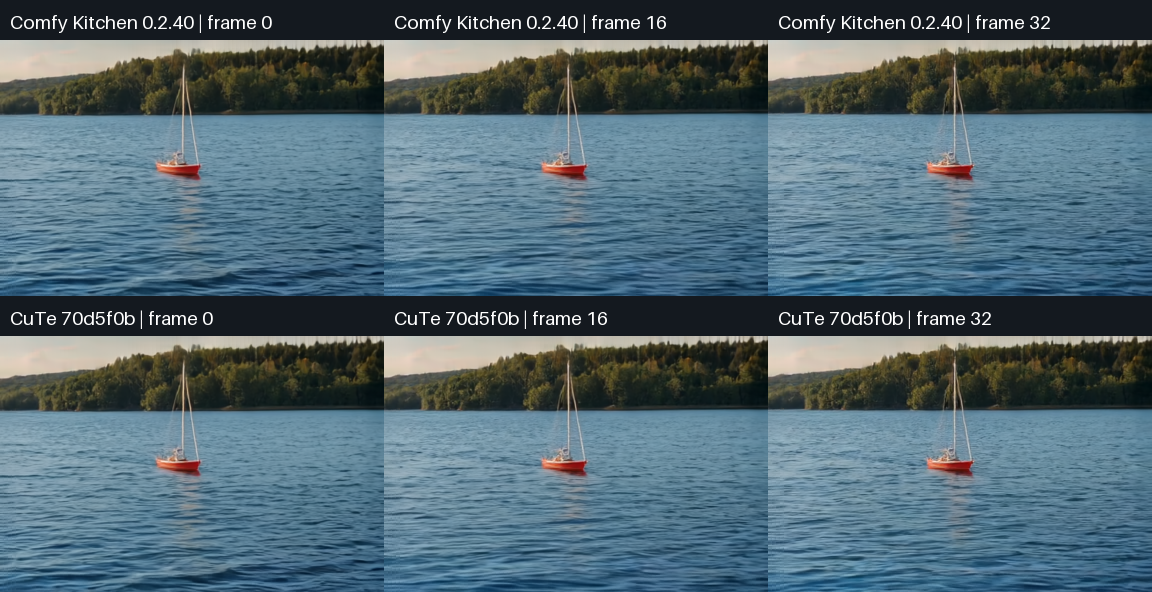 Comfy Kitchen 0.2.40 | frame 0
Comfy Kitchen 0.2.40 | frame 16
Comfy Kitchen 0.2.40 | frame 32
CuTe 70d5f0b | frame 0
CuTe 70d5f0b | frame 16
CuTe 70d5f0b | frame 32